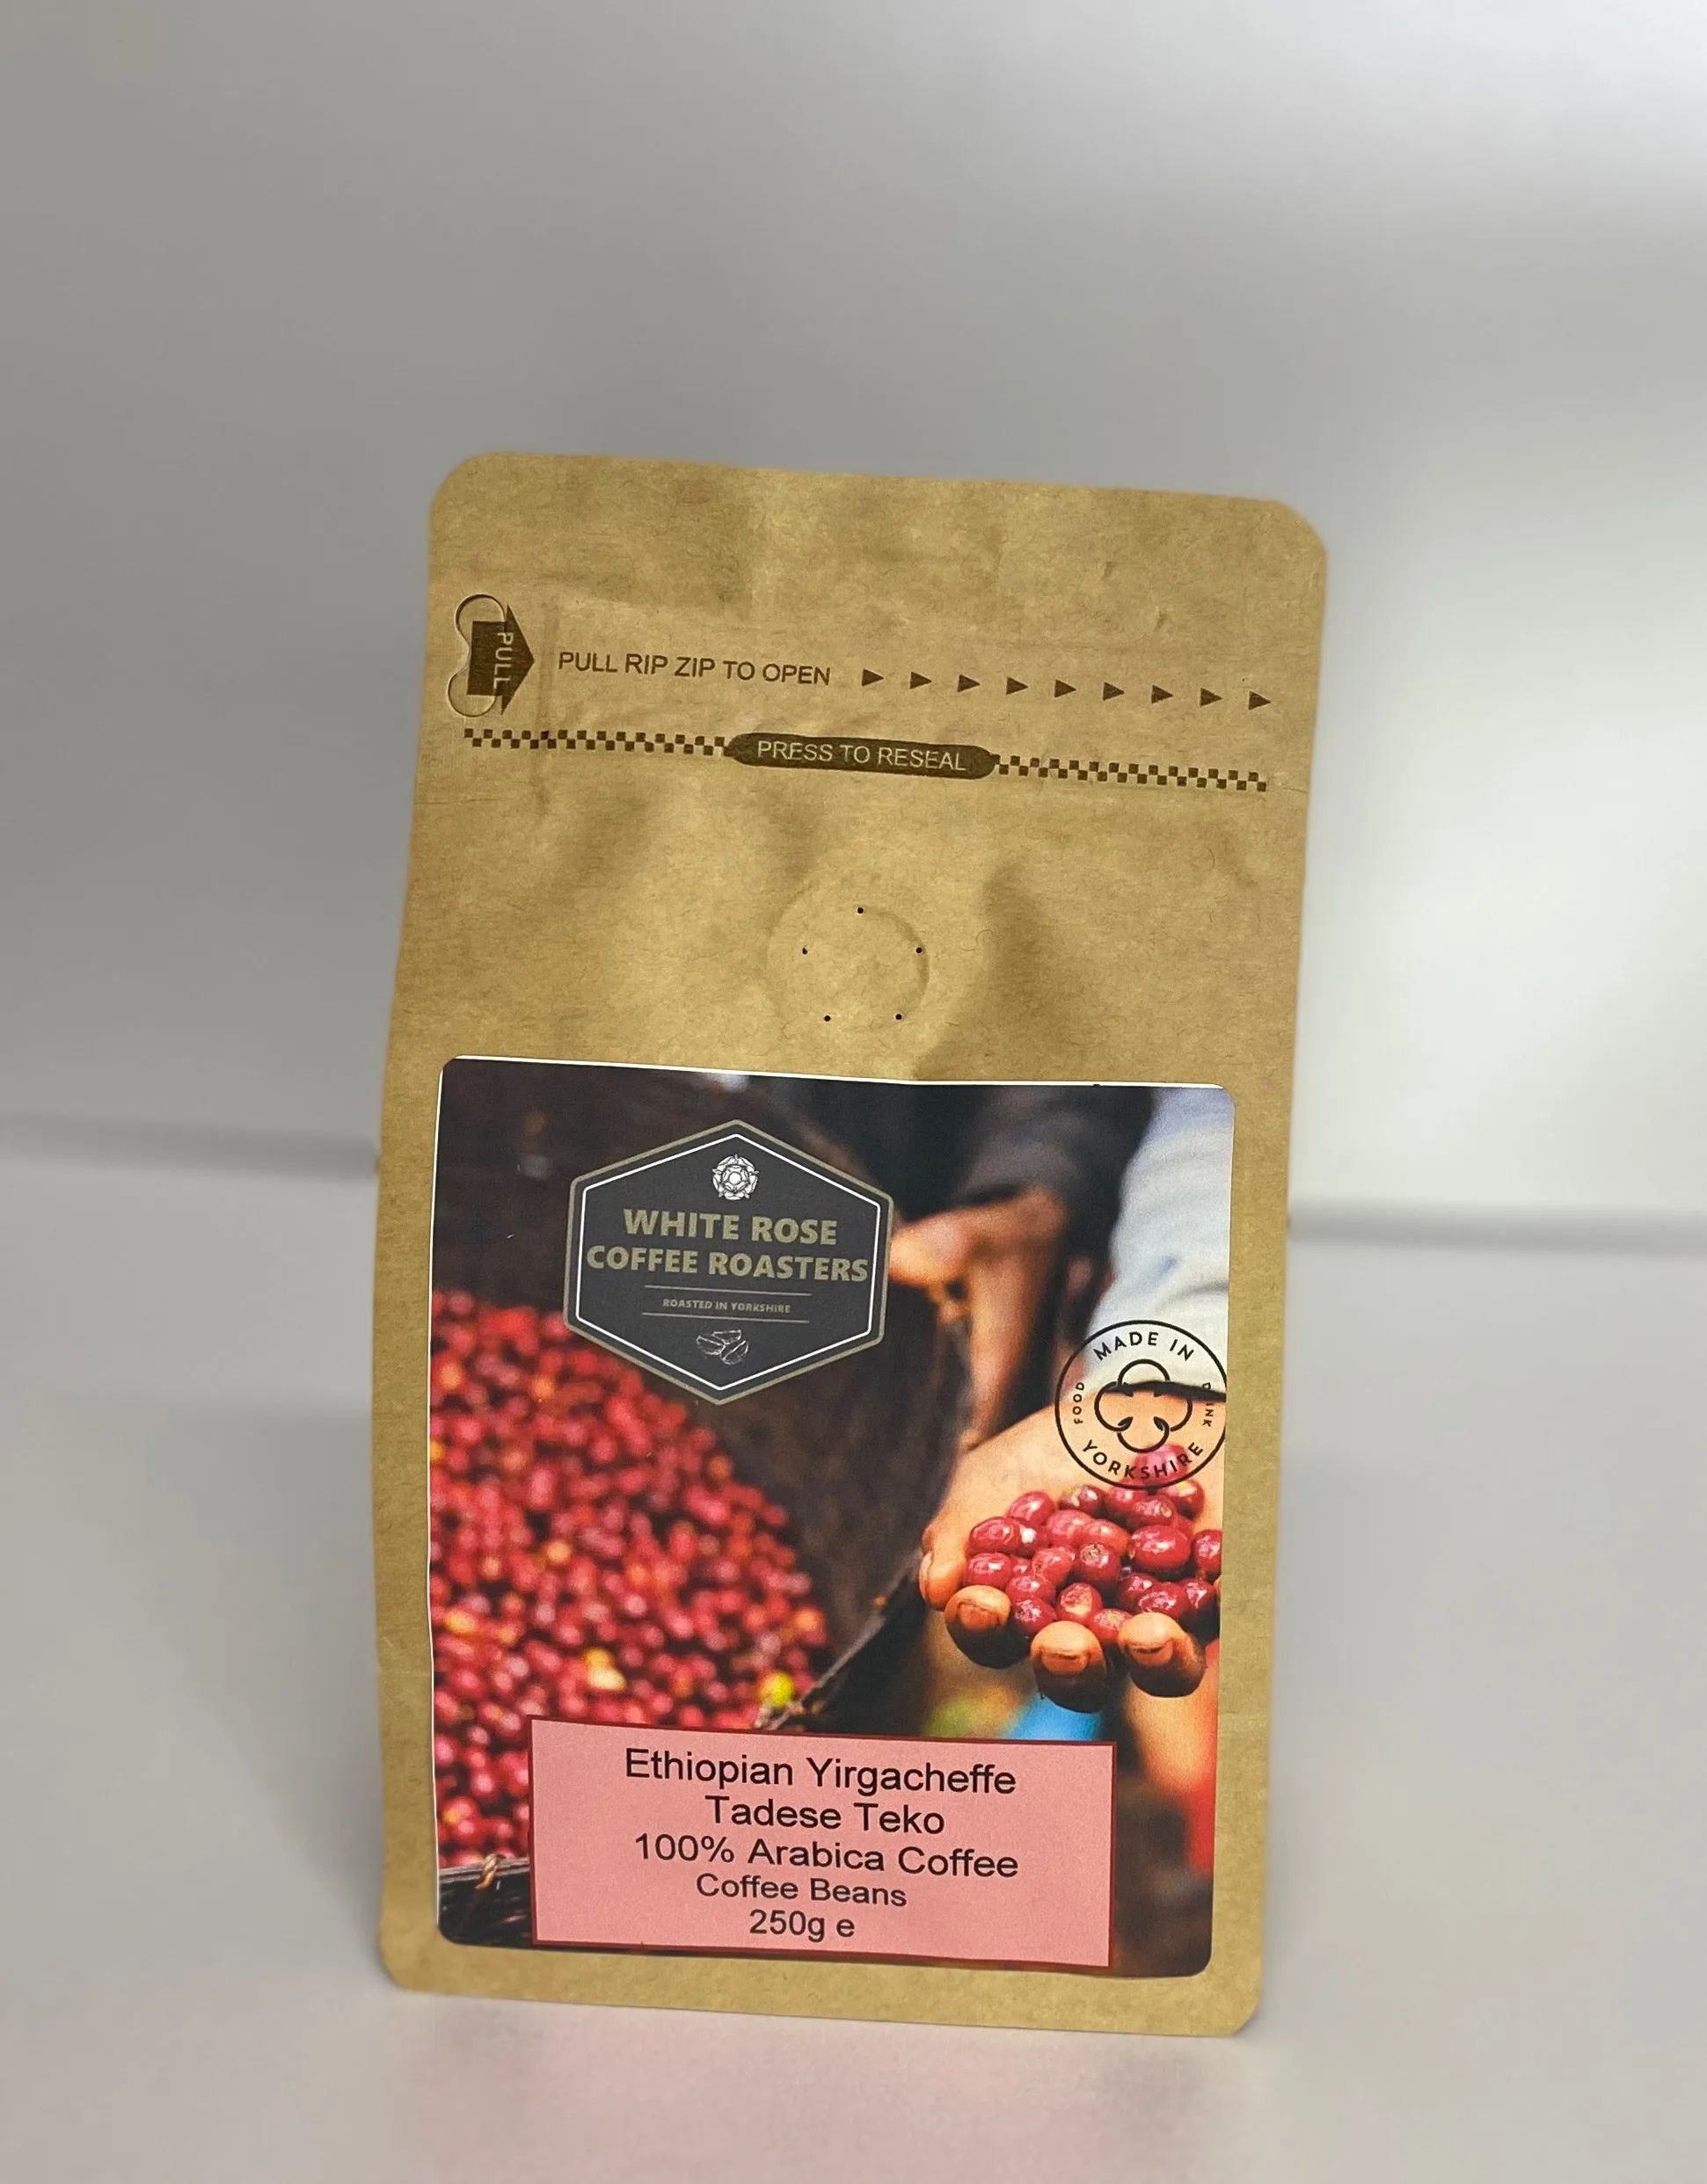 PULL
PULL RIP ZIP TO OPEN
PRESS TO RESEAL
WHITE ROSE
COFFEE ROASTERS
ROASTED IN YORKSHIRE
MADE IN
FOOD
YORKSHIRE
Ethiopian Yirgacheffe
Tadese Teko
100% Arabica Coffee
Coffee Beans
250g e